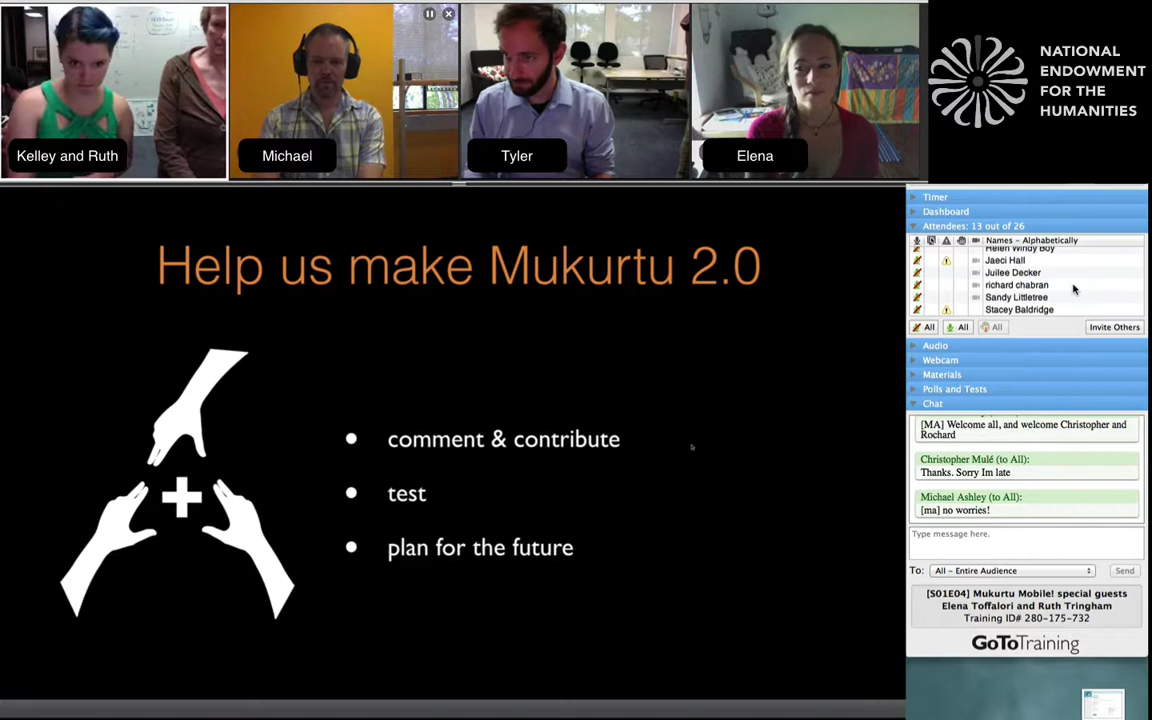 Kelley and Ruth
Michael
Tyler
Elena
NATIONAL
ENDOWMENT
FOR THE
HUMANITIES
Help us make Mukurtu 2.0
comment & contribute
test
plan for the future
Timer
Dashboard
Attendees: 13 out of 26
Names - Alphabetically
Helen Windy Boy
Jaeci Hall
Juilee Decker
richard chabran
Sandy Littletree
Stacey Baldridge
All All All Invite Others
Audio
Webcam
Materials
Polls and Tests
Chat
[MA] Welcome all, and welcome Christopher and
Rochard
Christopher Mulé (to All):
Thanks. Sorry Im late
Michael Ashley (to All):
[ma] no worries!
Type message here.
To: All - Entire Audience Send
[S01E04] Mukurtu Mobile! special guests
Elena Toffalori and Ruth Tringham
Training ID# 280-175-732
GoToTraining